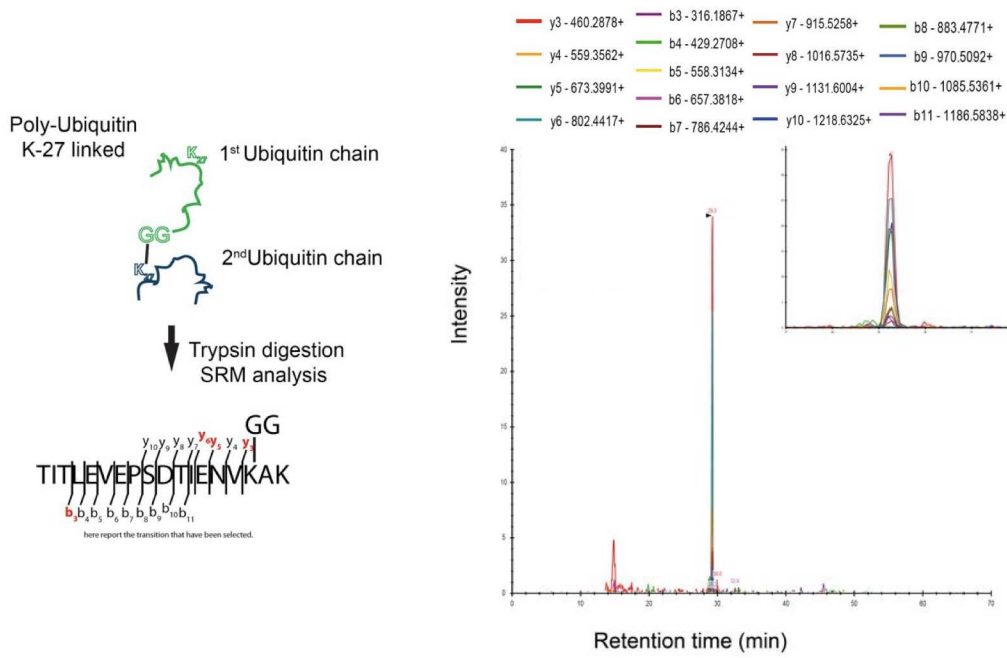 y3 - 460.2878+
y4 - 559.3562+
y5 - 673.3991+
y6 - 802.4417+
b3 - 316.1867+
b4 - 429.2708+
b5 - 558.3134+
b6 - 657.3818+
b7 - 786.4244+
y7 - 915.5258+
y8 - 1016.5735+
y9 - 1131.6004+
y10 - 1218.6325+
b8 - 883.4771+
b9 - 970.5092+
b10 - 1085.5361+
b11 - 1186.5838+
Poly-Ubiquitin
K-27 linked
K27
1st Ubiquitin chain
GG
K27
2nd Ubiquitin chain
Trypsin digestion
SRM analysis
GG
y10 y9 y8 y7 y6 y5 y4 y3
TITLEVEPSDTIENVKAK
b3 b4 b5 b6 b7 b8 b9 b10 b11
here report the transition that have been selected.
Intensity
40
35
30
25
20
15
10
5
0
0 10 20 30 40 50 60 70
Retention time (min)